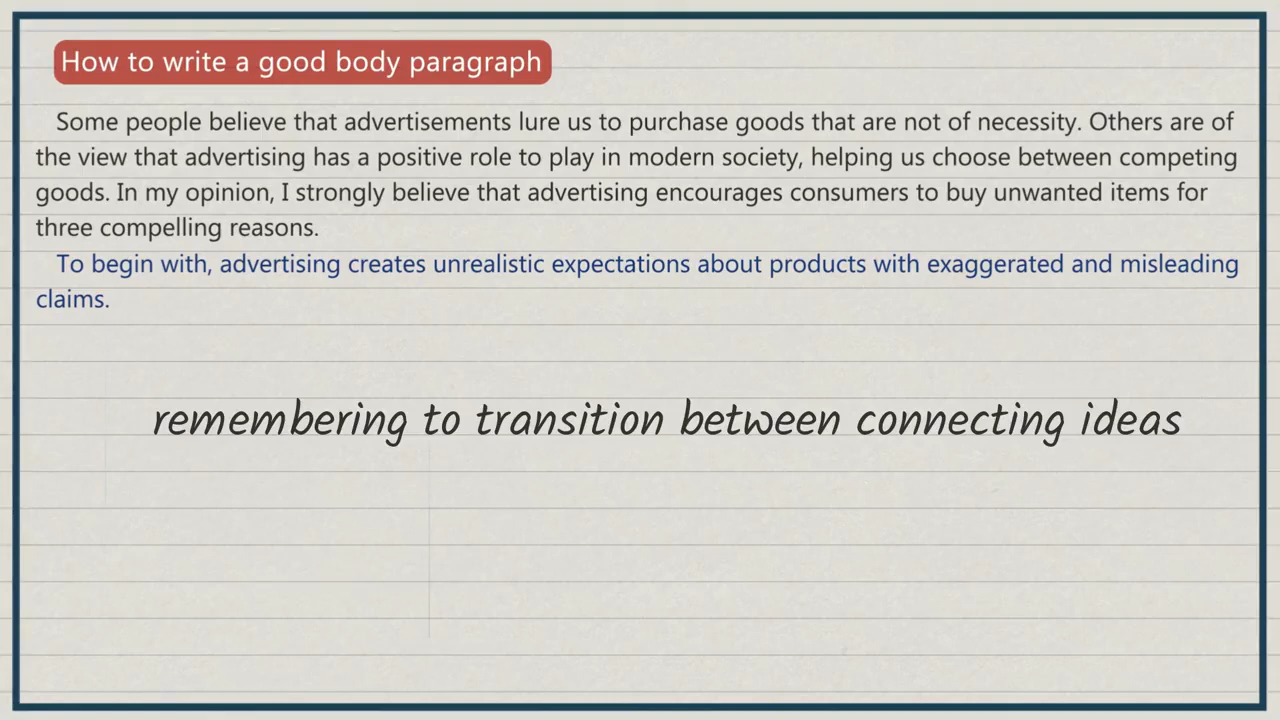 How to write a good body paragraph
Some people believe that advertisements lure us to purchase goods that are not of necessity. Others are of
the view that advertising has a positive role to play in modern society, helping us choose between competing
goods. In my opinion, I strongly believe that advertising encourages consumers to buy unwanted items for
three compelling reasons.
To begin with, advertising creates unrealistic expectations about products with exaggerated and misleading
claims.
remembering to transition between connecting ideas